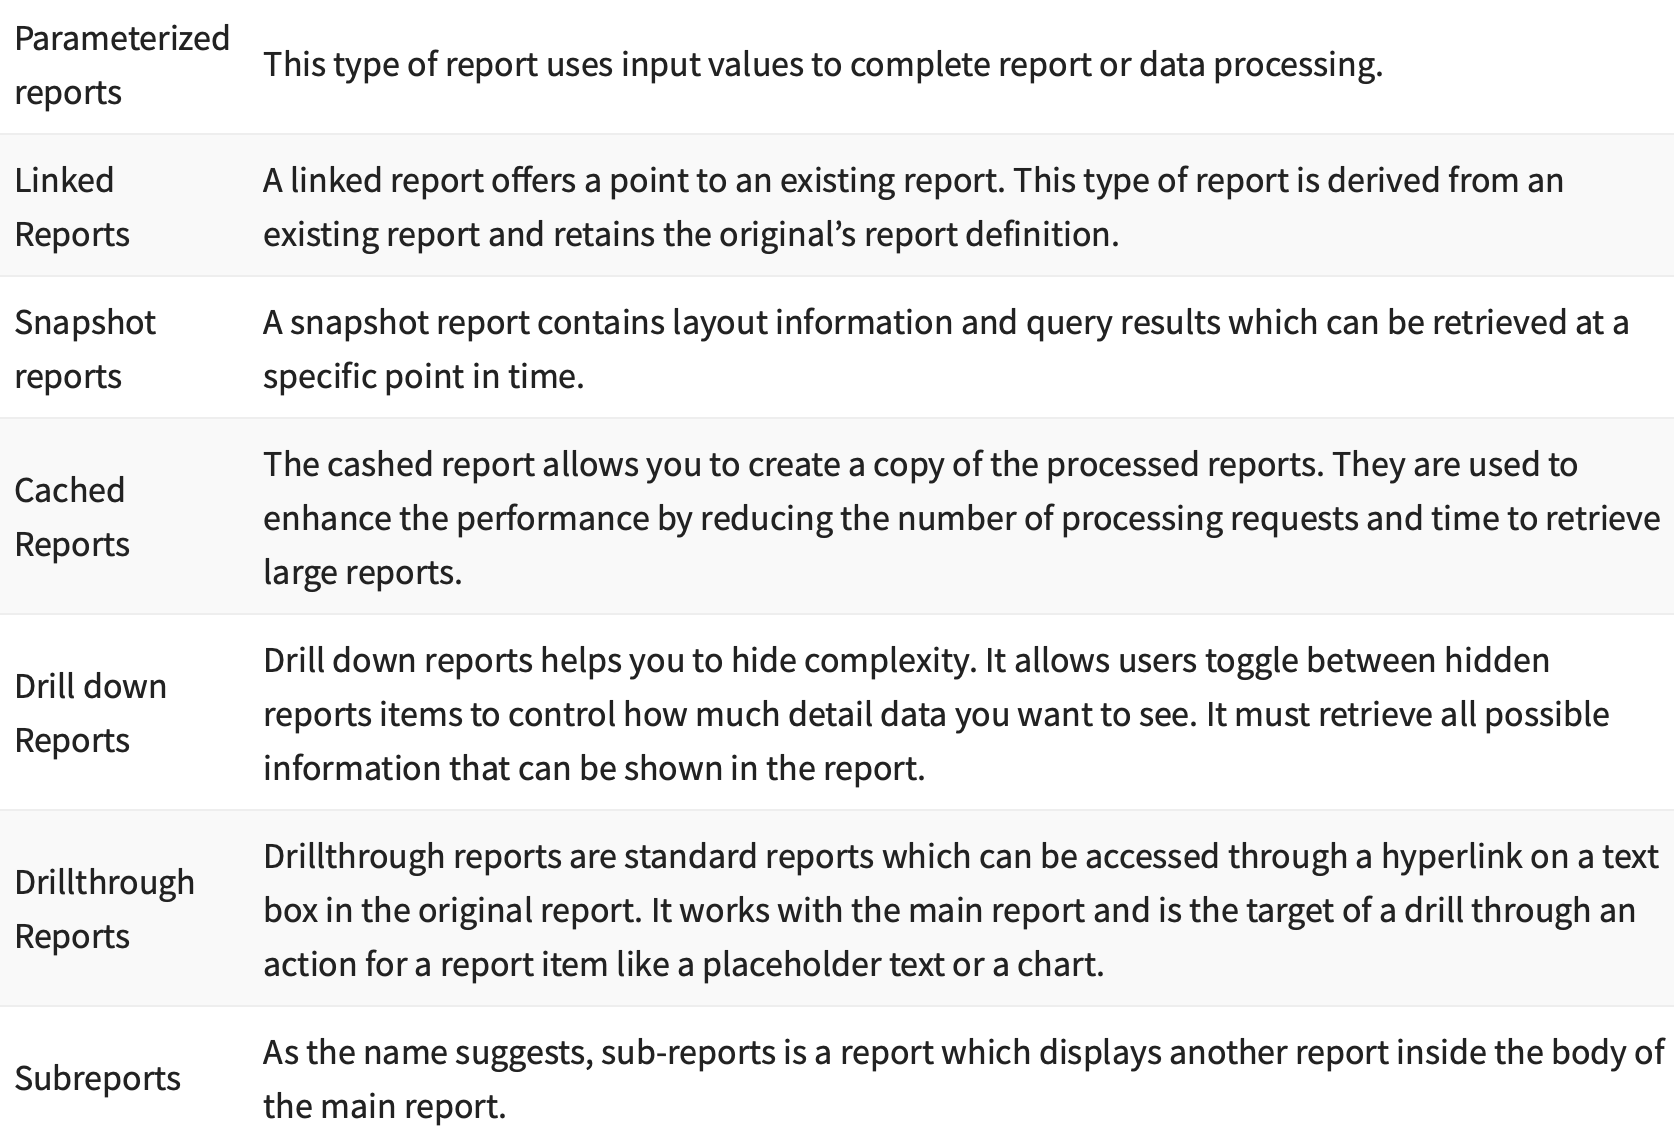 Parameterized
reports
This type of report uses input values to complete report or data processing.
Linked
Reports
A linked report offers a point to an existing report. This type of report is derived from an
existing report and retains the original’s report definition.
Snapshot
reports
A snapshot report contains layout information and query results which can be retrieved at a
specific point in time.
Cached
Reports
The cashed report allows you to create a copy of the processed reports. They are used to
enhance the performance by reducing the number of processing requests and time to retrieve
large reports.
Drill down
Reports
Drill down reports helps you to hide complexity. It allows users toggle between hidden
reports items to control how much detail data you want to see. It must retrieve all possible
information that can be shown in the report.
Drillthrough
Reports
Drillthrough reports are standard reports which can be accessed through a hyperlink on a text
box in the original report. It works with the main report and is the target of a drill through an
action for a report item like a placeholder text or a chart.
Subreports
As the name suggests, sub-reports is a report which displays another report inside the body of
the main report.